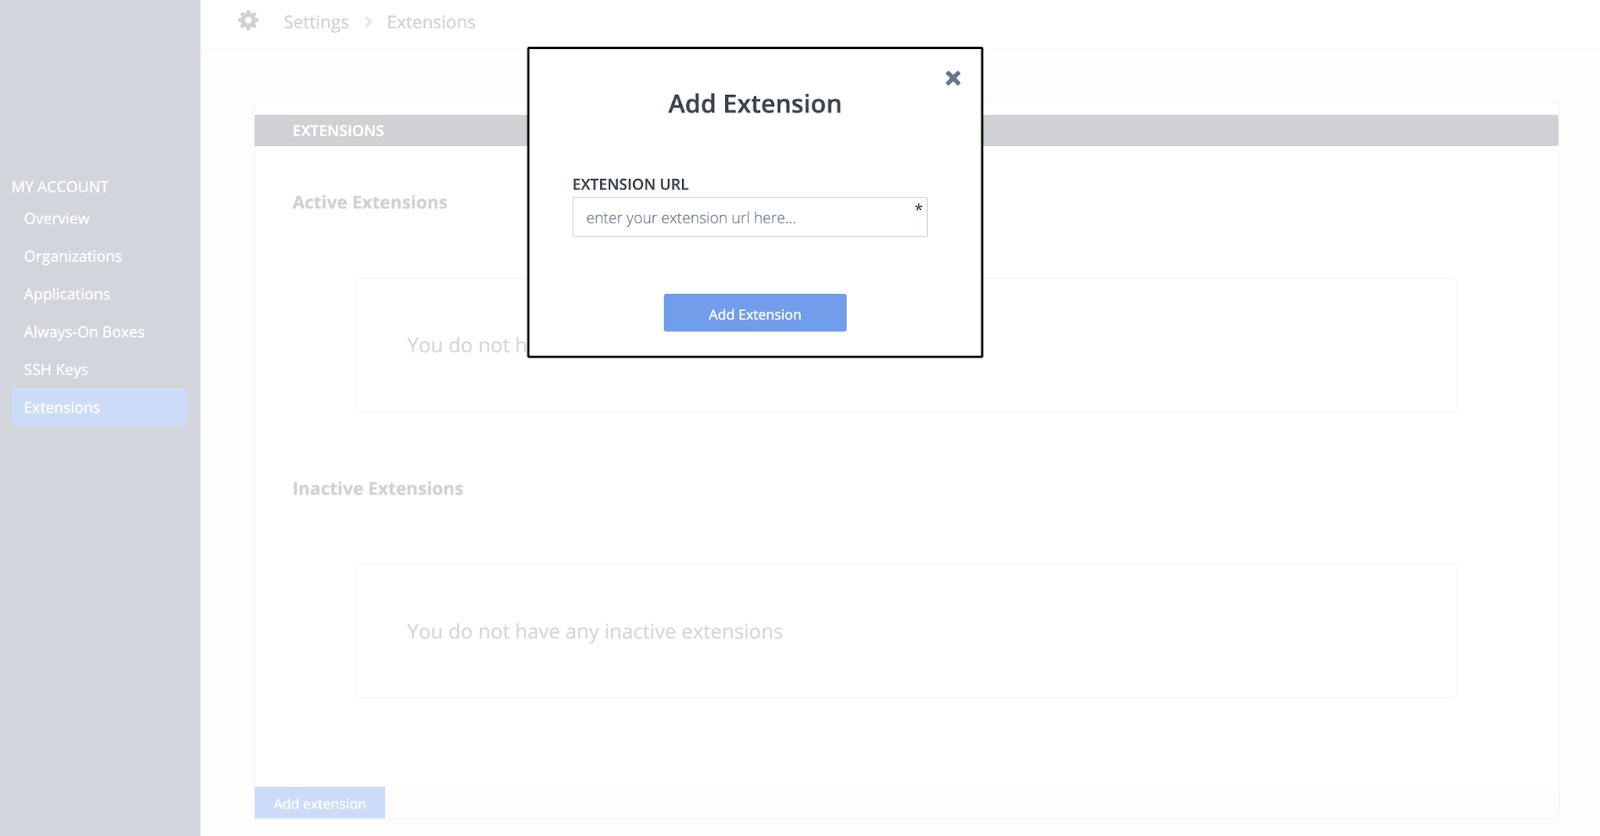 Settings > Extensions
Add Extension
EXTENSIONS
MY ACCOUNT
Overview
Organizations
Applications
Always-On Boxes
SSH Keys
Extensions
EXTENSION URL
enter your extension url here...
*
Add Extension
Active Extensions
You do not h
Inactive Extensions
You do not have any inactive extensions
Add extension